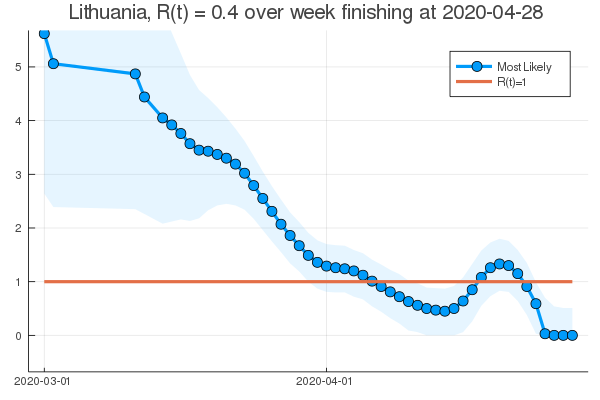 Lithuania, R(t) = 0.4 over week finishing at 2020-04-28
Most Likely
R(t)=1
5
4
3
2
1
0
2020-03-01
2020-04-01